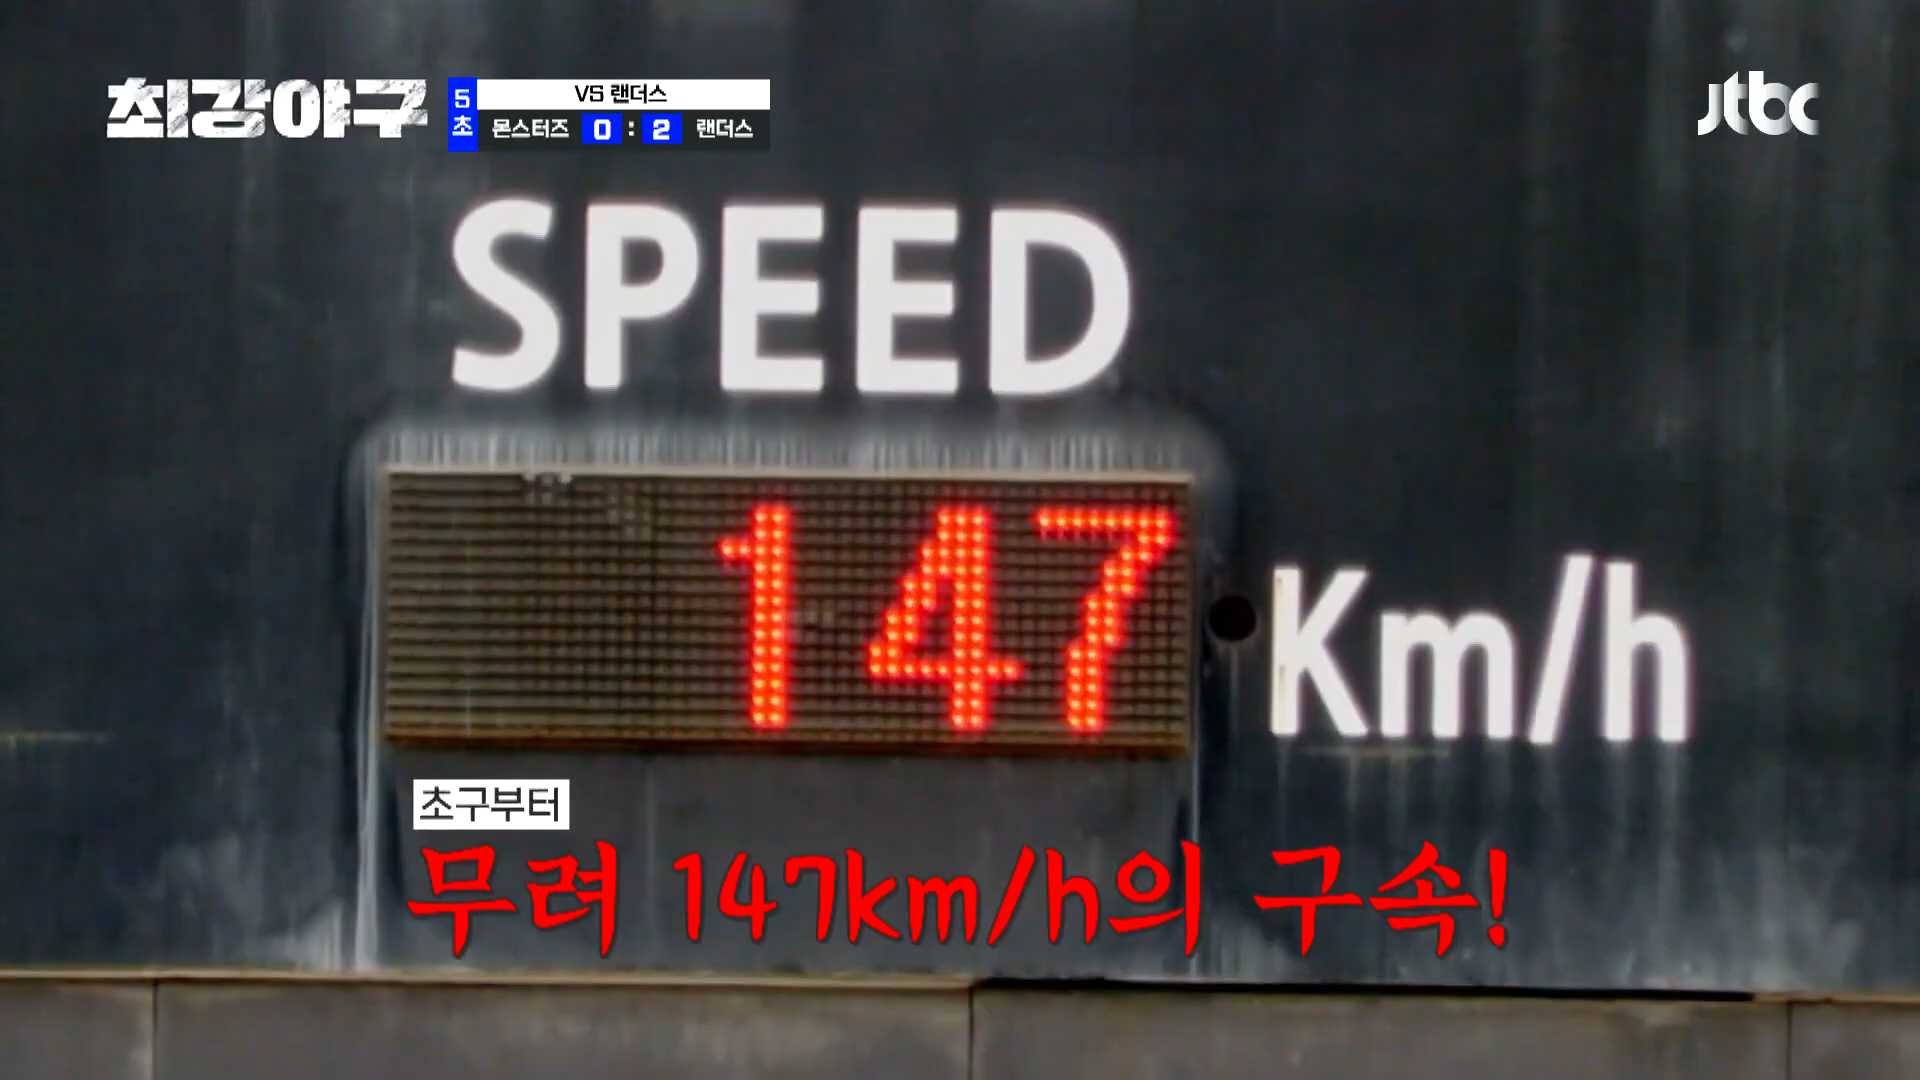 최강야구
5초
VS 랜더스
몬스터즈 0 : 2 랜더스
jtbc
SPEED
147 Km/h
초구부터
무려 147km/h의 구속!